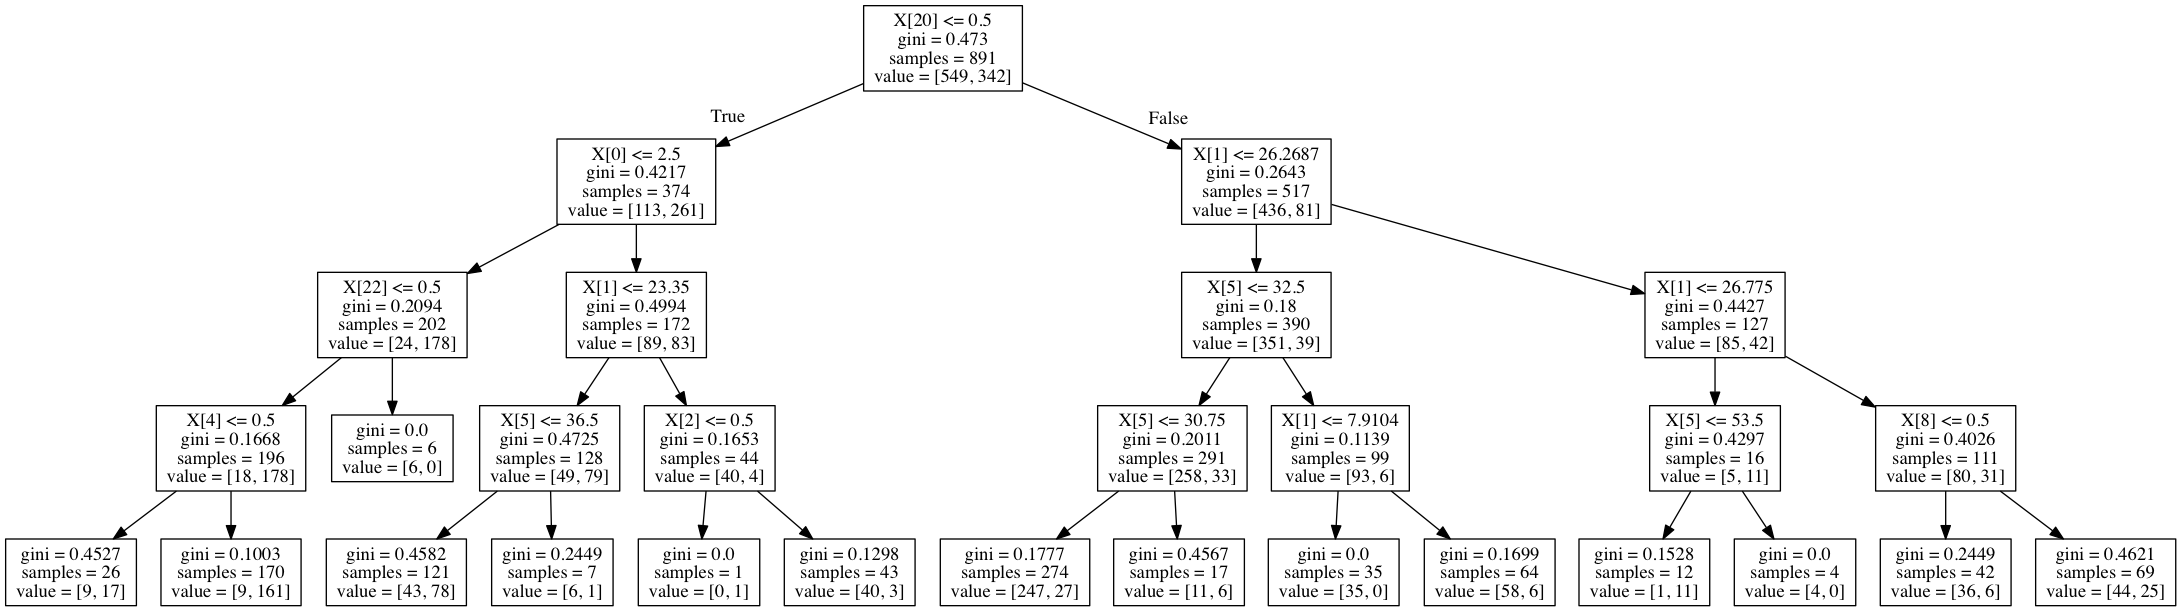 X[20] <= 0.5
gini = 0.473
samples = 891
value = [549, 342]
True
False
X[0] <= 2.5
gini = 0.4217
samples = 374
value = [113, 261]
X[1] <= 26.2687
gini = 0.2643
samples = 517
value = [436, 81]
X[22] <= 0.5
gini = 0.2094
samples = 202
value = [24, 178]
X[1] <= 23.35
gini = 0.4994
samples = 172
value = [89, 83]
X[5] <= 32.5
gini = 0.18
samples = 390
value = [351, 39]
X[1] <= 26.775
gini = 0.4427
samples = 127
value = [85, 42]
X[4] <= 0.5
gini = 0.1668
samples = 196
value = [18, 178]
gini = 0.0
samples = 6
value = [6, 0]
X[5] <= 36.5
gini = 0.4725
samples = 128
value = [49, 79]
X[2] <= 0.5
gini = 0.1653
samples = 44
value = [40, 4]
X[5] <= 30.75
gini = 0.2011
samples = 291
value = [258, 33]
X[1] <= 7.9104
gini = 0.1139
samples = 99
value = [93, 6]
X[5] <= 53.5
gini = 0.4297
samples = 16
value = [5, 11]
X[8] <= 0.5
gini = 0.4026
samples = 111
value = [80, 31]
gini = 0.4527
samples = 26
value = [9, 17]
gini = 0.1003
samples = 170
value = [9, 161]
gini = 0.4582
samples = 121
value = [43, 78]
gini = 0.2449
samples = 7
value = [6, 1]
gini = 0.0
samples = 1
value = [0, 1]
gini = 0.1298
samples = 43
value = [40, 3]
gini = 0.1777
samples = 274
value = [247, 27]
gini = 0.4567
samples = 17
value = [11, 6]
gini = 0.0
samples = 35
value = [35, 0]
gini = 0.1699
samples = 64
value = [58, 6]
gini = 0.1528
samples = 12
value = [1, 11]
gini = 0.0
samples = 4
value = [4, 0]
gini = 0.2449
samples = 42
value = [36, 6]
gini = 0.4621
samples = 69
value = [44, 25]